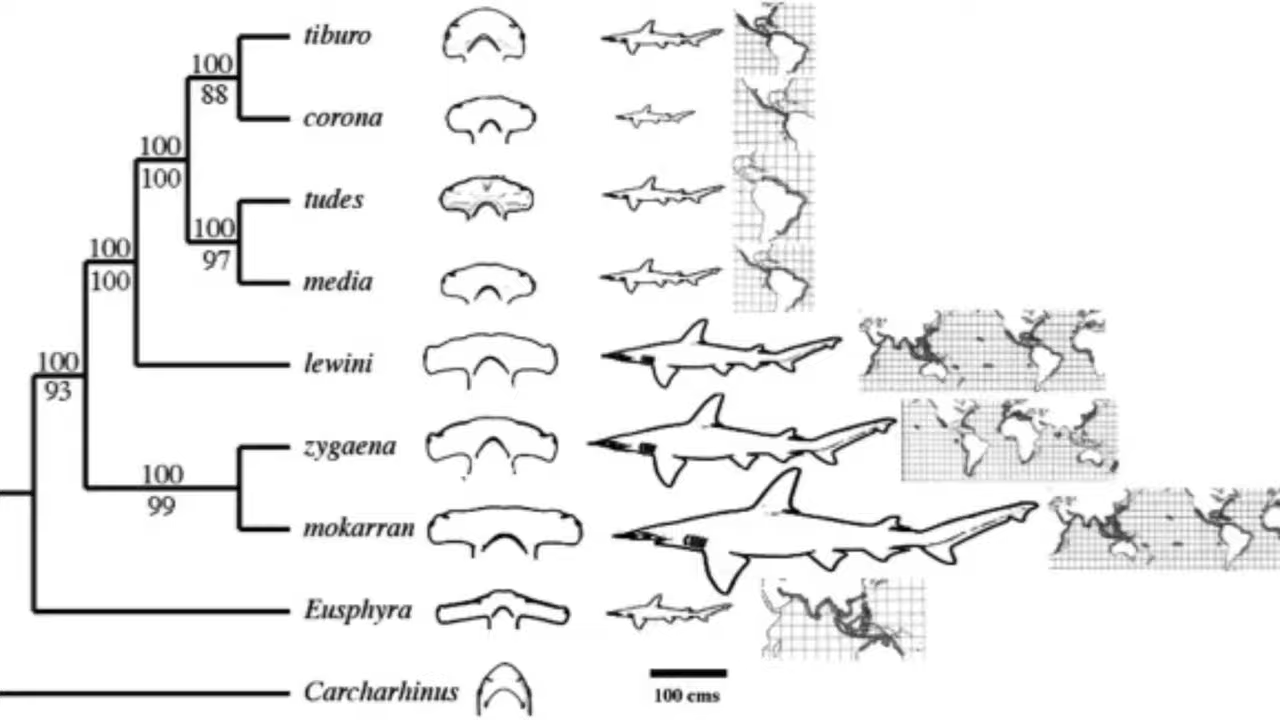 tiburo
100
88
corona
100
100
tudes
100
97
media
100
100
lewini
100
93
zygaena
100
99
mokarran
Eusphyra
Carcharhinus
100 cms